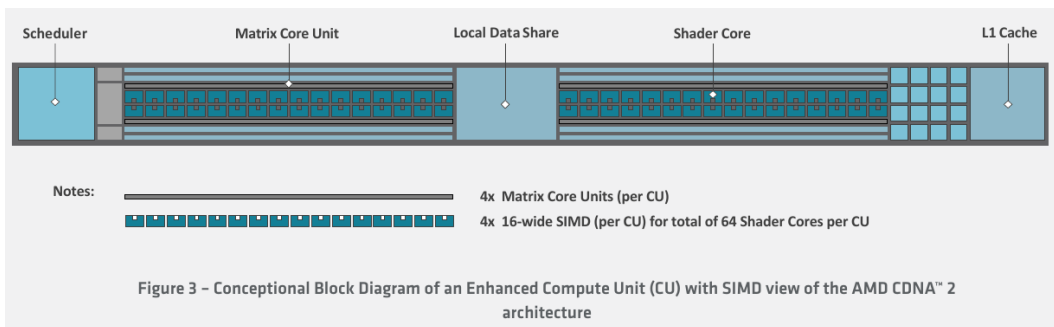 Scheduler
Matrix Core Unit
Local Data Share
Shader Core
L1 Cache
Notes:
4x Matrix Core Units (per CU)
4x 16-wide SIMD (per CU) for total of 64 Shader Cores per CU
Figure 3 – Conceptual Block Diagram of an Enhanced Compute Unit (CU) with SIMD view of the AMD CDNA™ 2
architecture